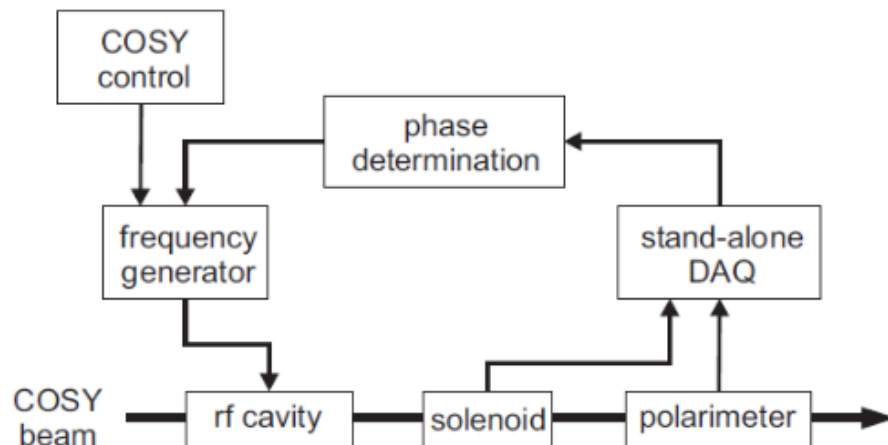 COSY
control
phase
determination
frequency
generator
stand-alone
DAQ
COSY
beam
rf cavity
solenoid
polarimeter